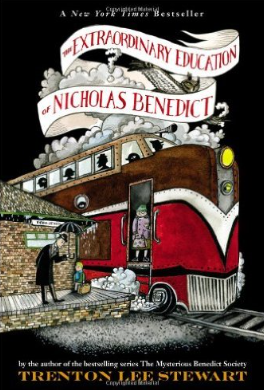 A New York Times Bestseller
THE EXTRAORDINARY EDUCATION
OF NICHOLAS BENEDICT
by the author of the bestselling series The Mysterious Benedict Society
TRENTON LEE STEWART